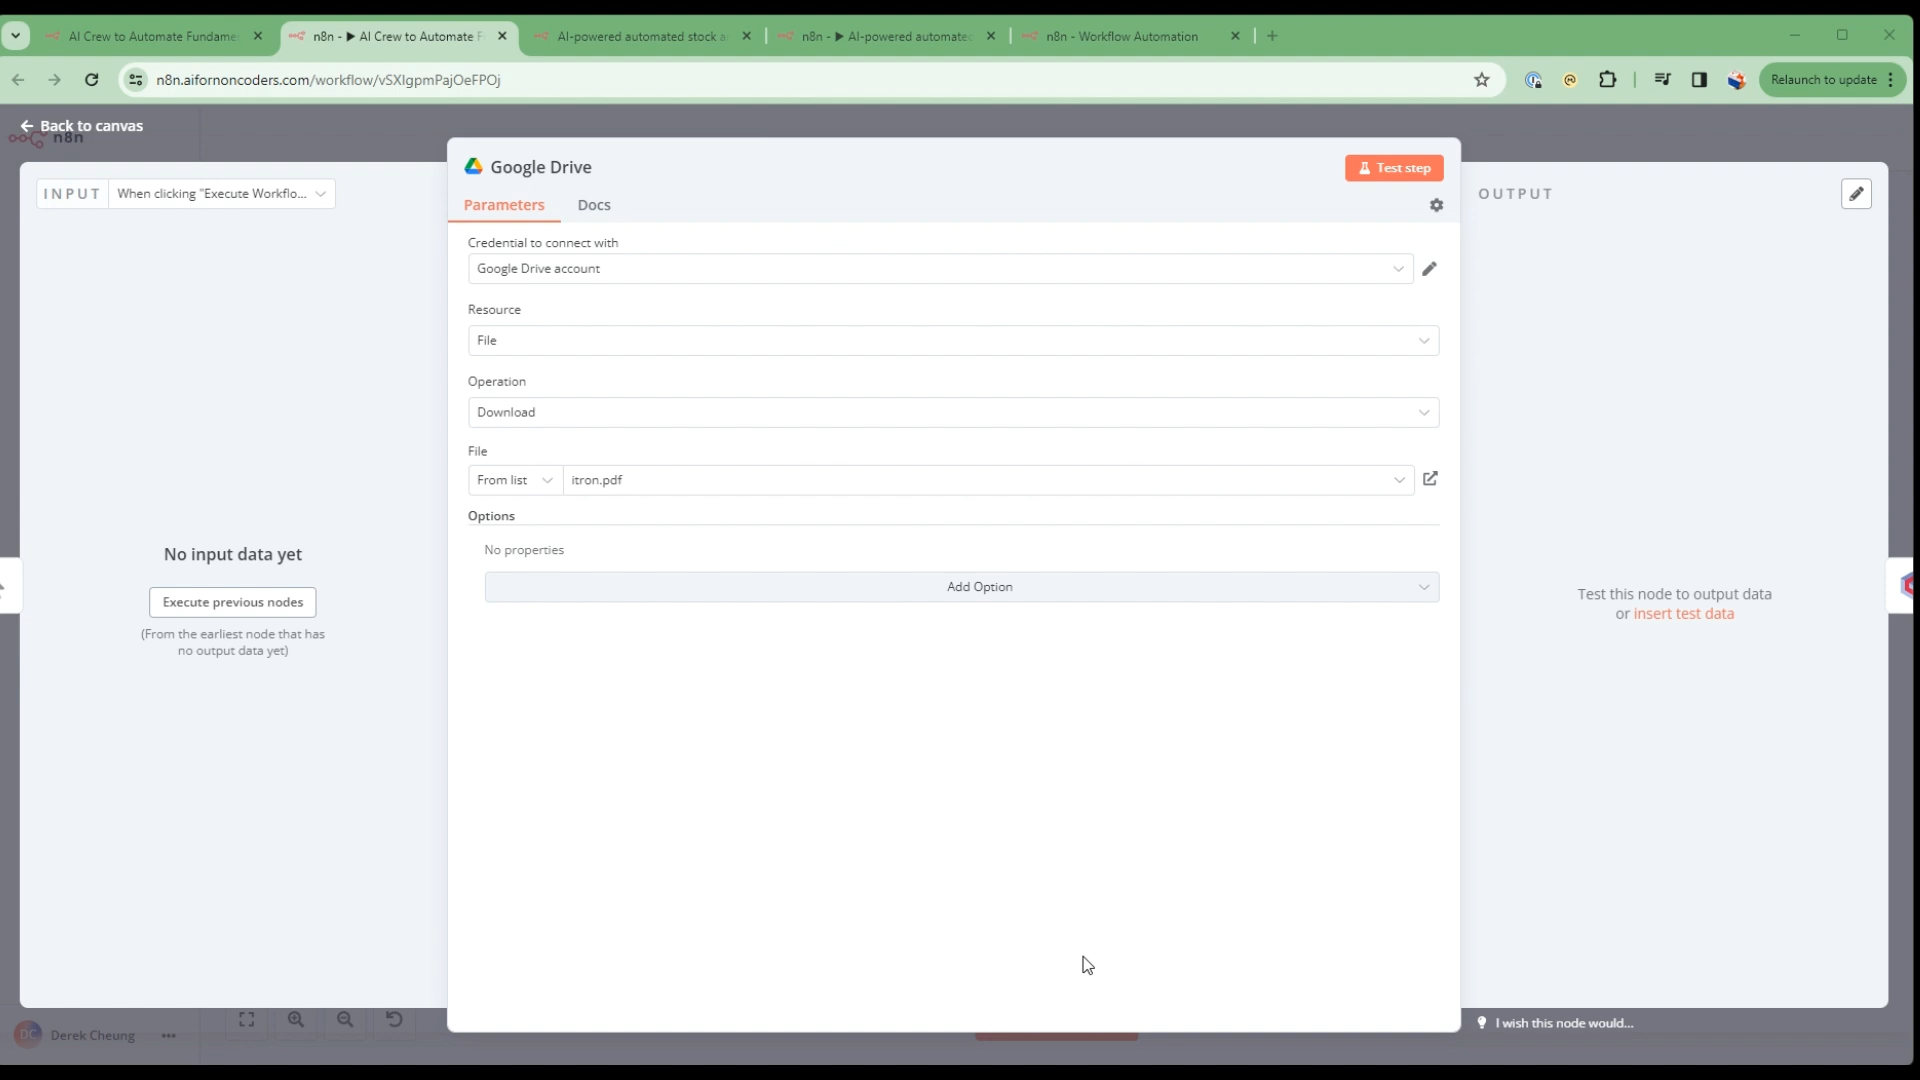 AI Crew to Automate Fundame
n8n - ▶ AI Crew to Automate F
AI-powered automated stock a
n8n - ▶ AI-powered automated
n8n - Workflow Automation
n8n.aifornoncoders.com/workflow/vSXIgpmPajOeFPOj
Relaunch to update
Back to canvas
n8n
INPUT
When clicking "Execute Workflo...
Google Drive
Test step
OUTPUT
Parameters
Docs
Credential to connect with
Google Drive account
Resource
File
Operation
Download
File
From list
itron.pdf
Options
No properties
Add Option
No input data yet
Execute previous nodes
(From the earliest node that has
no output data yet)
Test this node to output data
or insert test data
DC
Derek Cheung
I wish this node would...